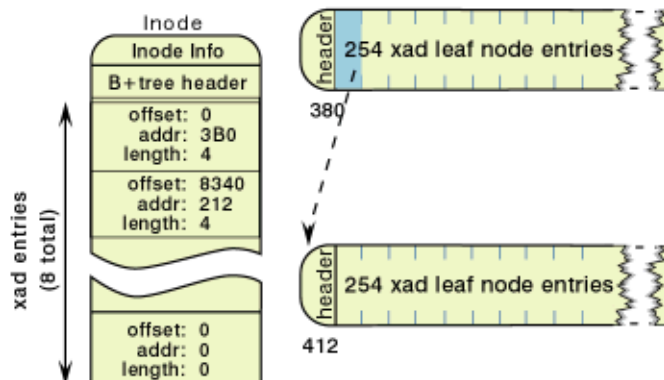 Inode
Inode Info
B+tree header
offset: 0
addr: 3B0
length: 4
offset: 8340
addr: 212
length: 4
offset: 0
addr: 0
length: 0
xad entries
(8 total)
header
254 xad leaf node entries
380
header
254 xad leaf node entries
412